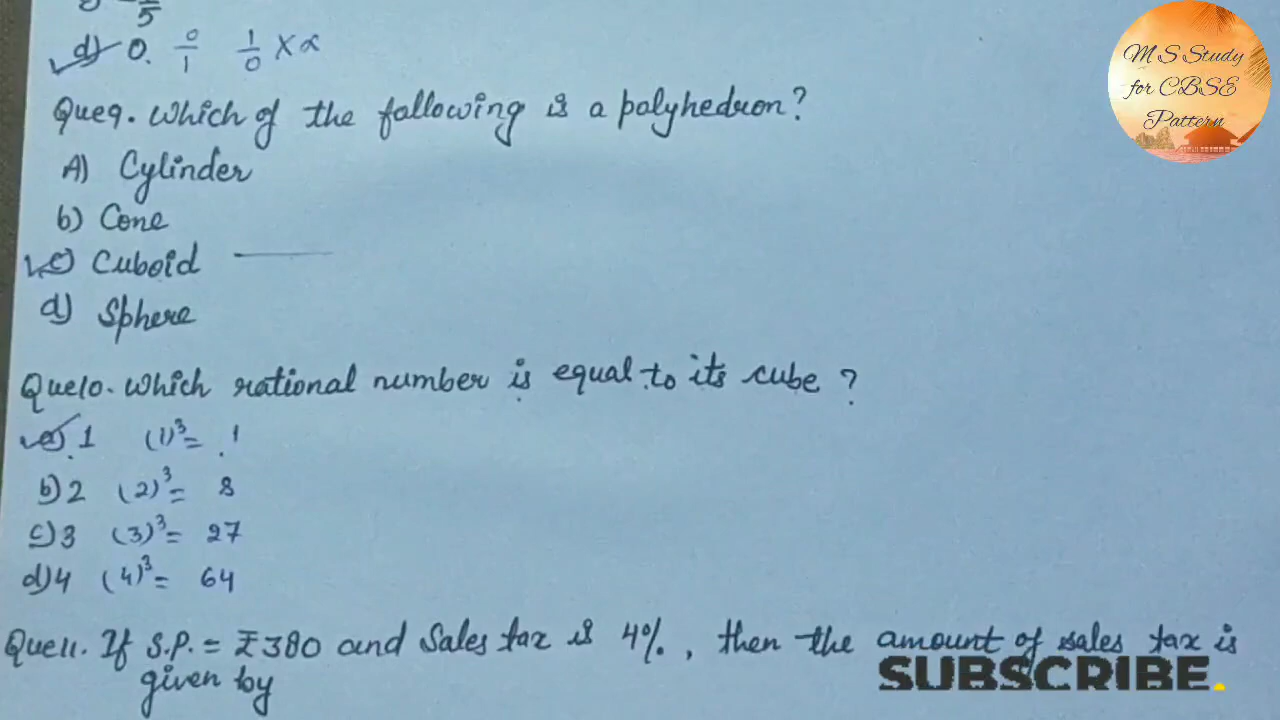 5
d) 0. 0/1 1/0 X ∝
Que9. Which of the following is a polyhedron?
A) Cylinder
b) Cone
c) Cuboid
d) Sphere
Que10. Which rational number is equal to its cube ?
a) 1 (1)³ = 1
b) 2 (2)³ = 8
c) 3 (3)³ = 27
d) 4 (4)³ = 64
Que11. If S.P. = ₹380 and Sales tax is 4%, then the amount of sales tax is
given by
M S Study
for CBSE
Pattern
SUBSCRIBE.